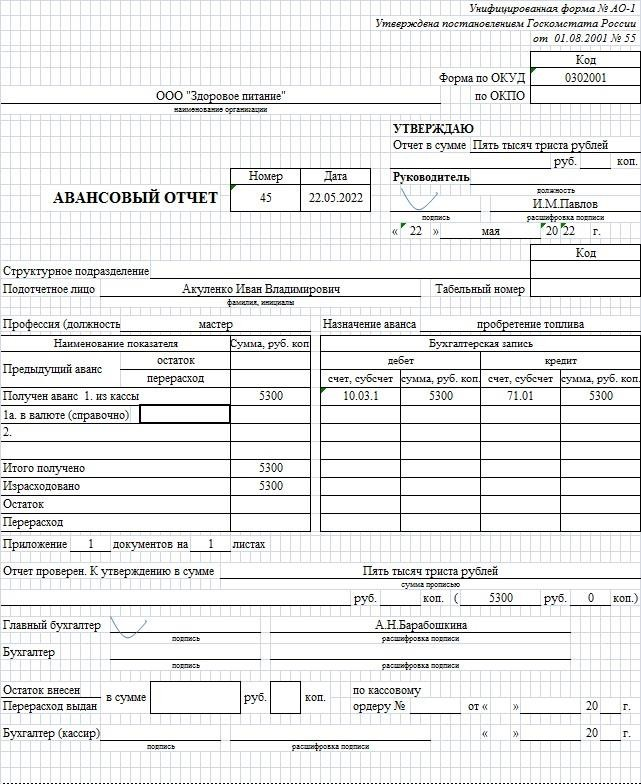 Унифицированная форма № АО-1
Утверждена постановлением Госкомстата России
от 01.08.2001 № 55
Код
Форма по ОКУД 0302001
ООО "Здоровое питание" по ОКПО
наименование организации
УТВЕРЖДАЮ
Отчет в сумме Пять тысяч триста рублей
руб. коп.
Номер Дата Руководитель
должность
АВАНСОВЫЙ ОТЧЕТ 45 22.05.2022 И.М.Павлов
подпись расшифровка подписи
« 22 » мая 20 22 г.
Код
Структурное подразделение
Подотчетное лицо Акуленко Иван Владимирович Табельный номер
фамилия, инициалы
Профессия (должность мастер Назначение аванса пробретение топлива
Наименование показателя Сумма, руб. коп Бухгалтерская запись
Предыдущий аванс остаток дебет кредит
перерасход счет, субсчет сумма, руб. коп. счет, субсчет сумма, руб. коп.
Получен аванс 1. из кассы 5300 10.03.1 5300 71.01 5300
1а. в валюте (справочно)
2.
Итого получено 5300
Израсходовано 5300
Остаток
Перерасход
Приложение 1 документов на 1 листах
Отчет проверен. К утверждению в сумме Пять тысяч триста рублей
сумма прописью
руб. коп. ( 5300 руб. 0 коп.)
Главный бухгалтер А.Н.Барабошкина
подпись расшифровка подписи
Бухгалтер
подпись расшифровка подписи
Остаток внесен в сумме руб. коп. по кассовому
Перерасход выдан ордеру № от « » 20 г.
Бухгалтер (кассир) « » 20 г.
подпись расшифровка подписи